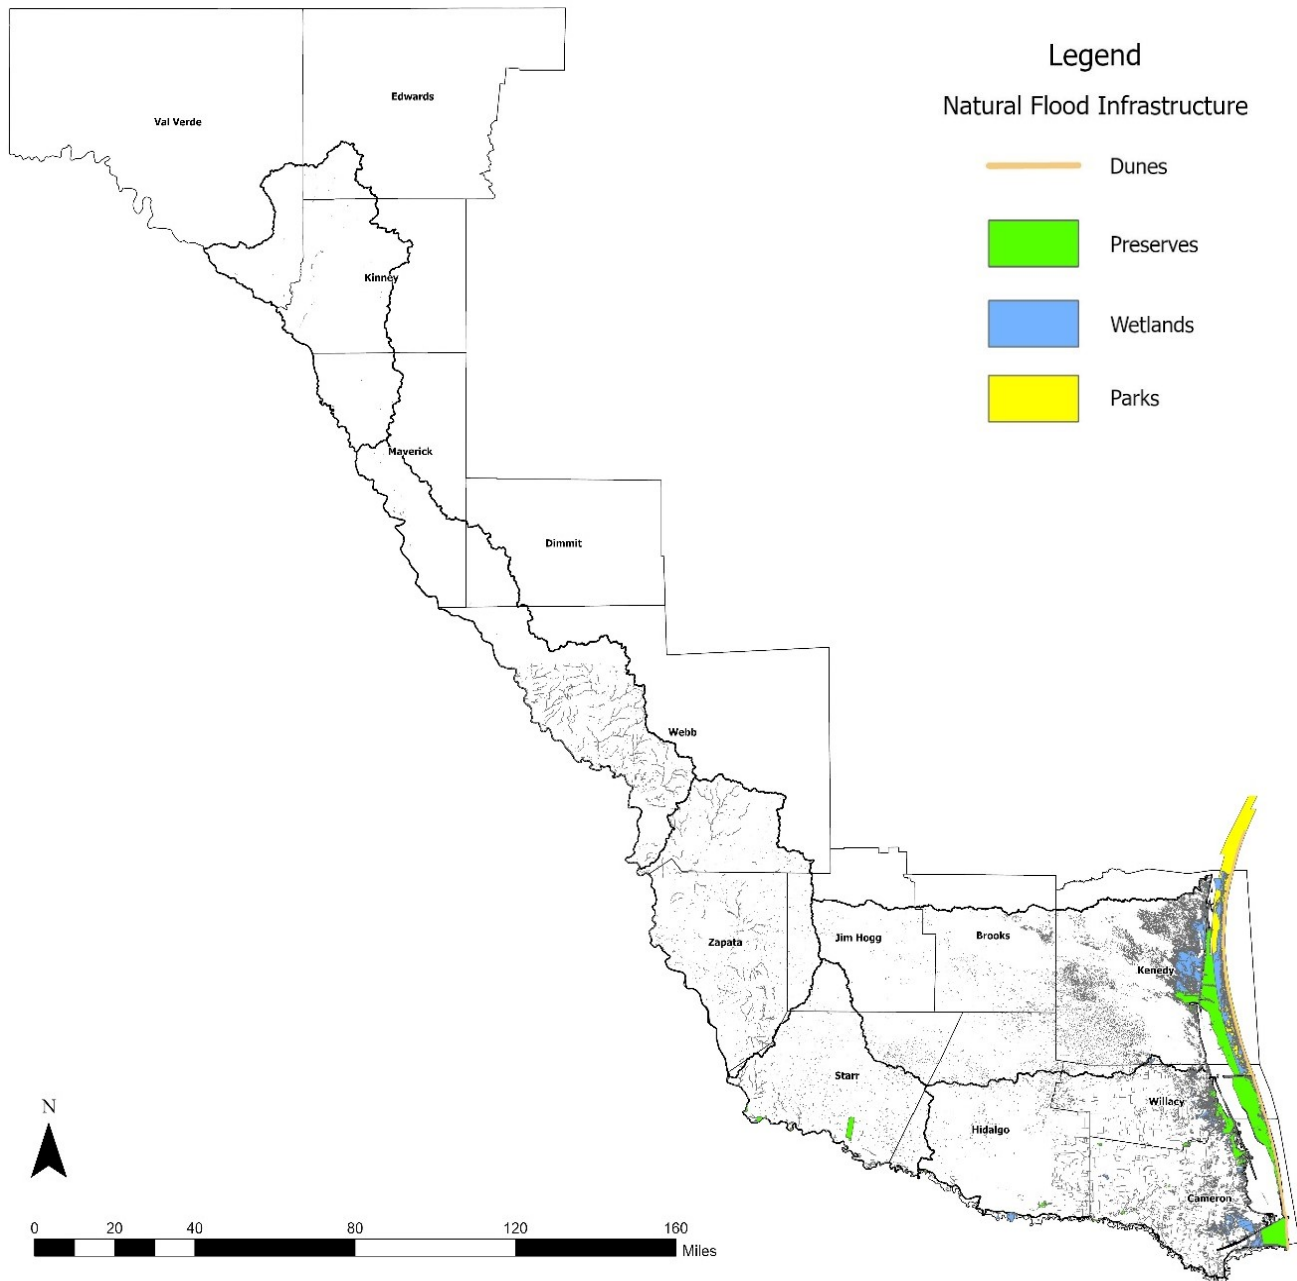 Legend
Natural Flood Infrastructure
Dunes
Preserves
Wetlands
Parks
Edwards
Val Verde
Kinney
Maverick
Dimmit
Webb
Zapata
Jim Hogg
Brooks
Kenedy
Starr
Willacy
Hidalgo
Cameron
N
0 20 40 80 120 160
Miles